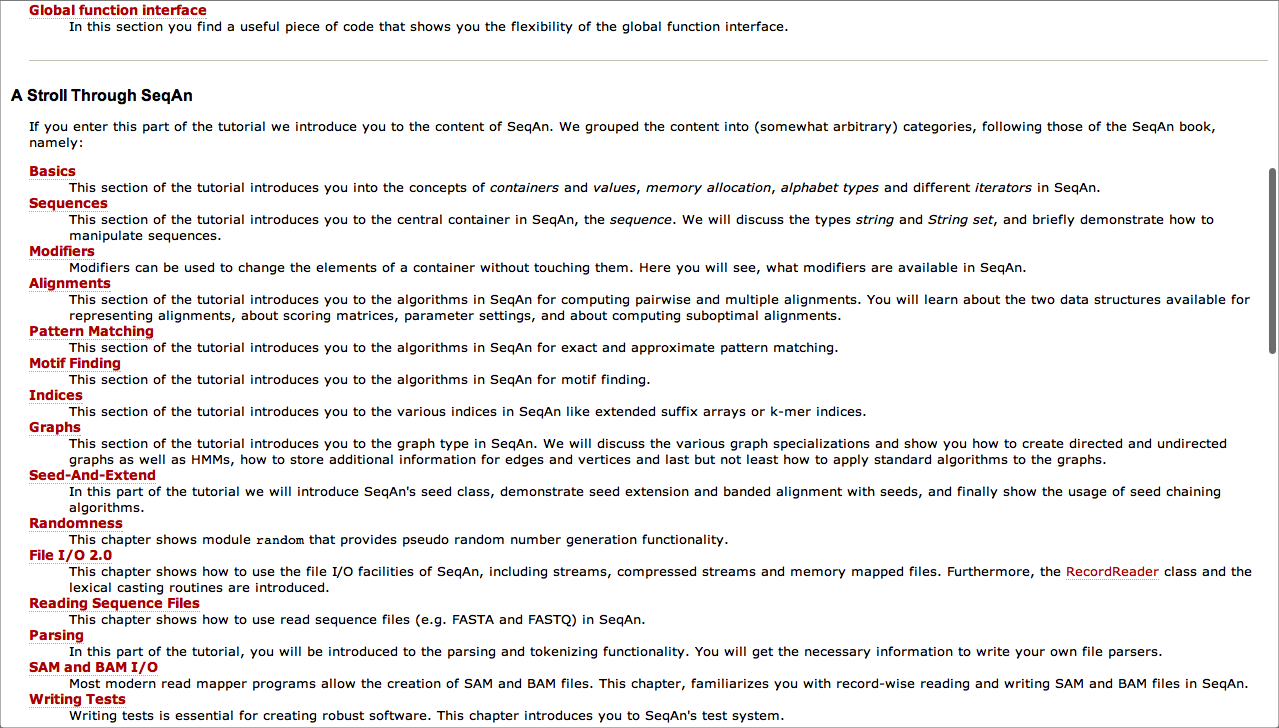 Global function interface
In this section you find a useful piece of code that shows you the flexibility of the global function interface.
A Stroll Through SeqAn
If you enter this part of the tutorial we introduce you to the content of SeqAn. We grouped the content into (somewhat arbitrary) categories, following those of the SeqAn book,
namely:
Basics
This section of the tutorial introduces you into the concepts of containers and values, memory allocation, alphabet types and different iterators in SeqAn.
Sequences
This section of the tutorial introduces you to the central container in SeqAn, the sequence. We will discuss the types string and String set, and briefly demonstrate how to
manipulate sequences.
Modifiers
Modifiers can be used to change the elements of a container without touching them. Here you will see, what modifiers are available in SeqAn.
Alignments
This section of the tutorial introduces you to the algorithms in SeqAn for computing pairwise and multiple alignments. You will learn about the two data structures available for
representing alignments, about scoring matrices, parameter settings, and about computing suboptimal alignments.
Pattern Matching
This section of the tutorial introduces you to the algorithms in SeqAn for exact and approximate pattern matching.
Motif Finding
This section of the tutorial introduces you to the algorithms in SeqAn for motif finding.
Indices
This section of the tutorial introduces you to the various indices in SeqAn like extended suffix arrays or k-mer indices.
Graphs
This section of the tutorial introduces you to the graph type in SeqAn. We will discuss the various graph specializations and show you how to create directed and undirected
graphs as well as HMMs, how to store additional information for edges and vertices and last but not least how to apply standard algorithms to the graphs.
Seed-And-Extend
In this part of the tutorial we will introduce SeqAn's seed class, demonstrate seed extension and banded alignment with seeds, and finally show the usage of seed chaining
algorithms.
Randomness
This chapter shows module random that provides pseudo random number generation functionality.
File I/O 2.0
This chapter shows how to use the file I/O facilities of SeqAn, including streams, compressed streams and memory mapped files. Furthermore, the RecordReader class and the
lexical casting routines are introduced.
Reading Sequence Files
This chapter shows how to use read sequence files (e.g. FASTA and FASTQ) in SeqAn.
Parsing
In this part of the tutorial, you will be introduced to the parsing and tokenizing functionality. You will get the necessary information to write your own file parsers.
SAM and BAM I/O
Most modern read mapper programs allow the creation of SAM and BAM files. This chapter, familiarizes you with record-wise reading and writing SAM and BAM files in SeqAn.
Writing Tests
Writing tests is essential for creating robust software. This chapter introduces you to SeqAn's test system.